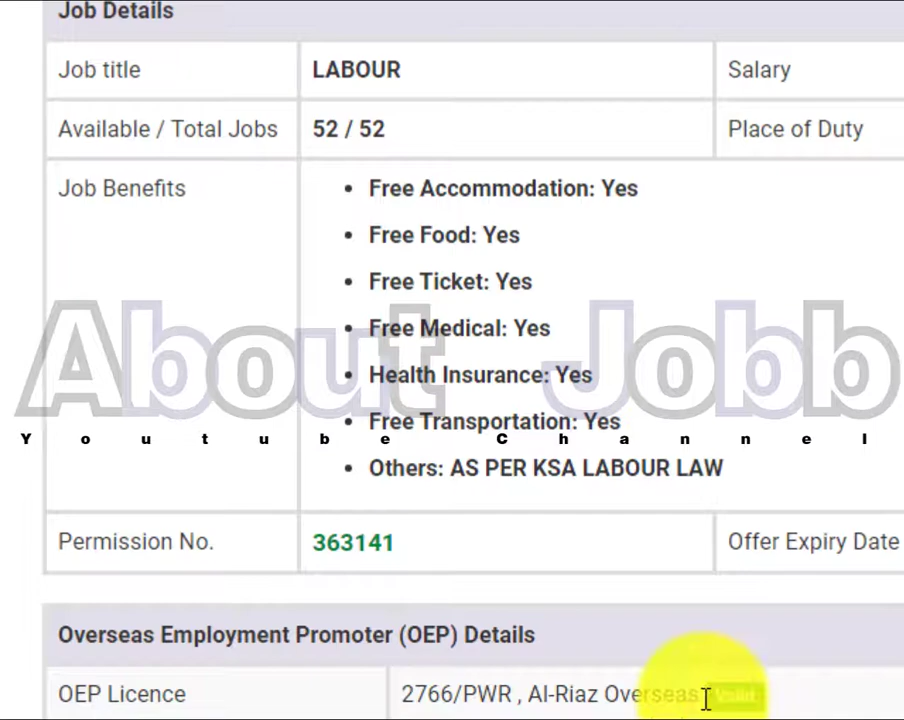 Job Details
Job title LABOUR Salary
Available / Total Jobs 52 / 52 Place of Duty
Job Benefits
• Free Accommodation: Yes
• Free Food: Yes
• Free Ticket: Yes
• Free Medical: Yes
• Health Insurance: Yes
• Free Transportation: Yes
• Others: AS PER KSA LABOUR LAW
About Jobb
Youtube Channel
Permission No. 363141 Offer Expiry Date
Overseas Employment Promoter (OEP) Details
OEP Licence 2766/PWR , Al-Riaz Overseas Valid